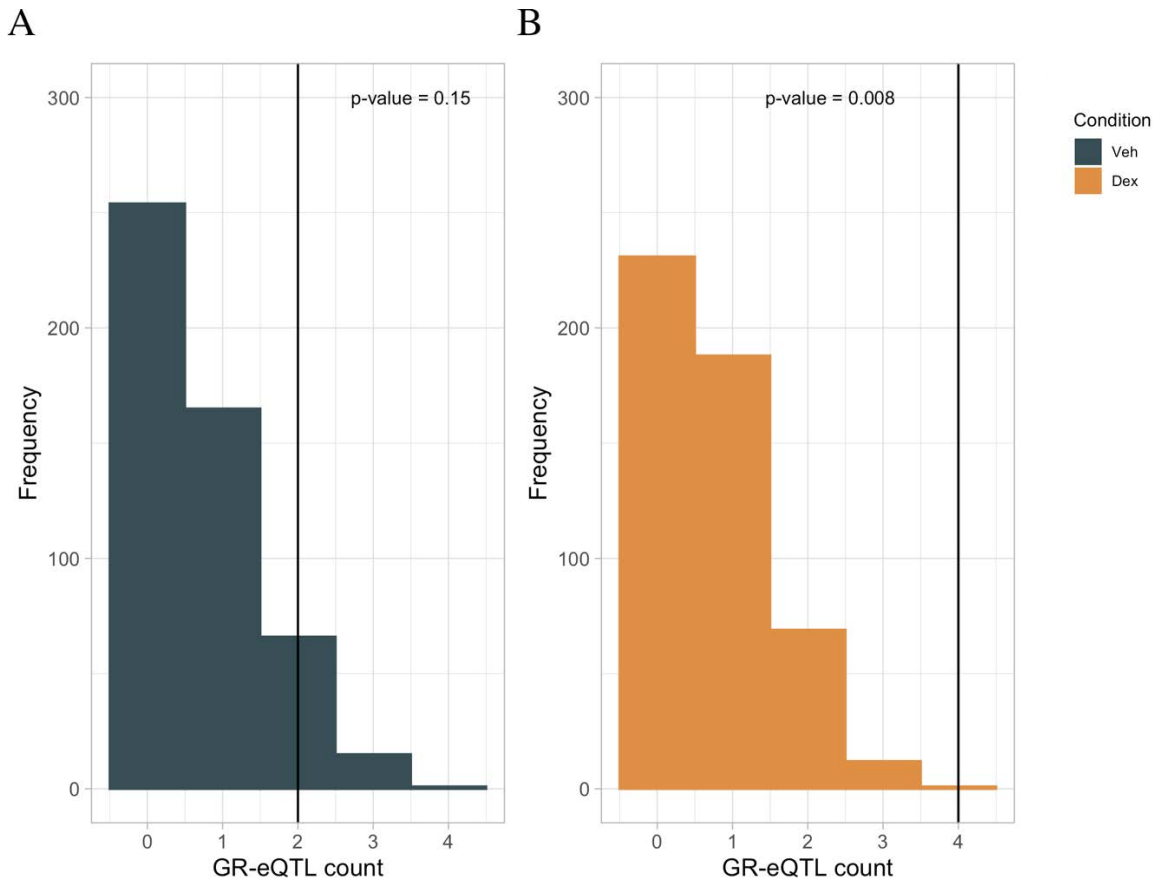 A
B
p-value = 0.15
p-value = 0.008
300
200
100
0
Frequency
0 1 2 3 4
GR-eQTL count
300
200
100
0
Frequency
0 1 2 3 4
GR-eQTL count
Condition
Veh
Dex